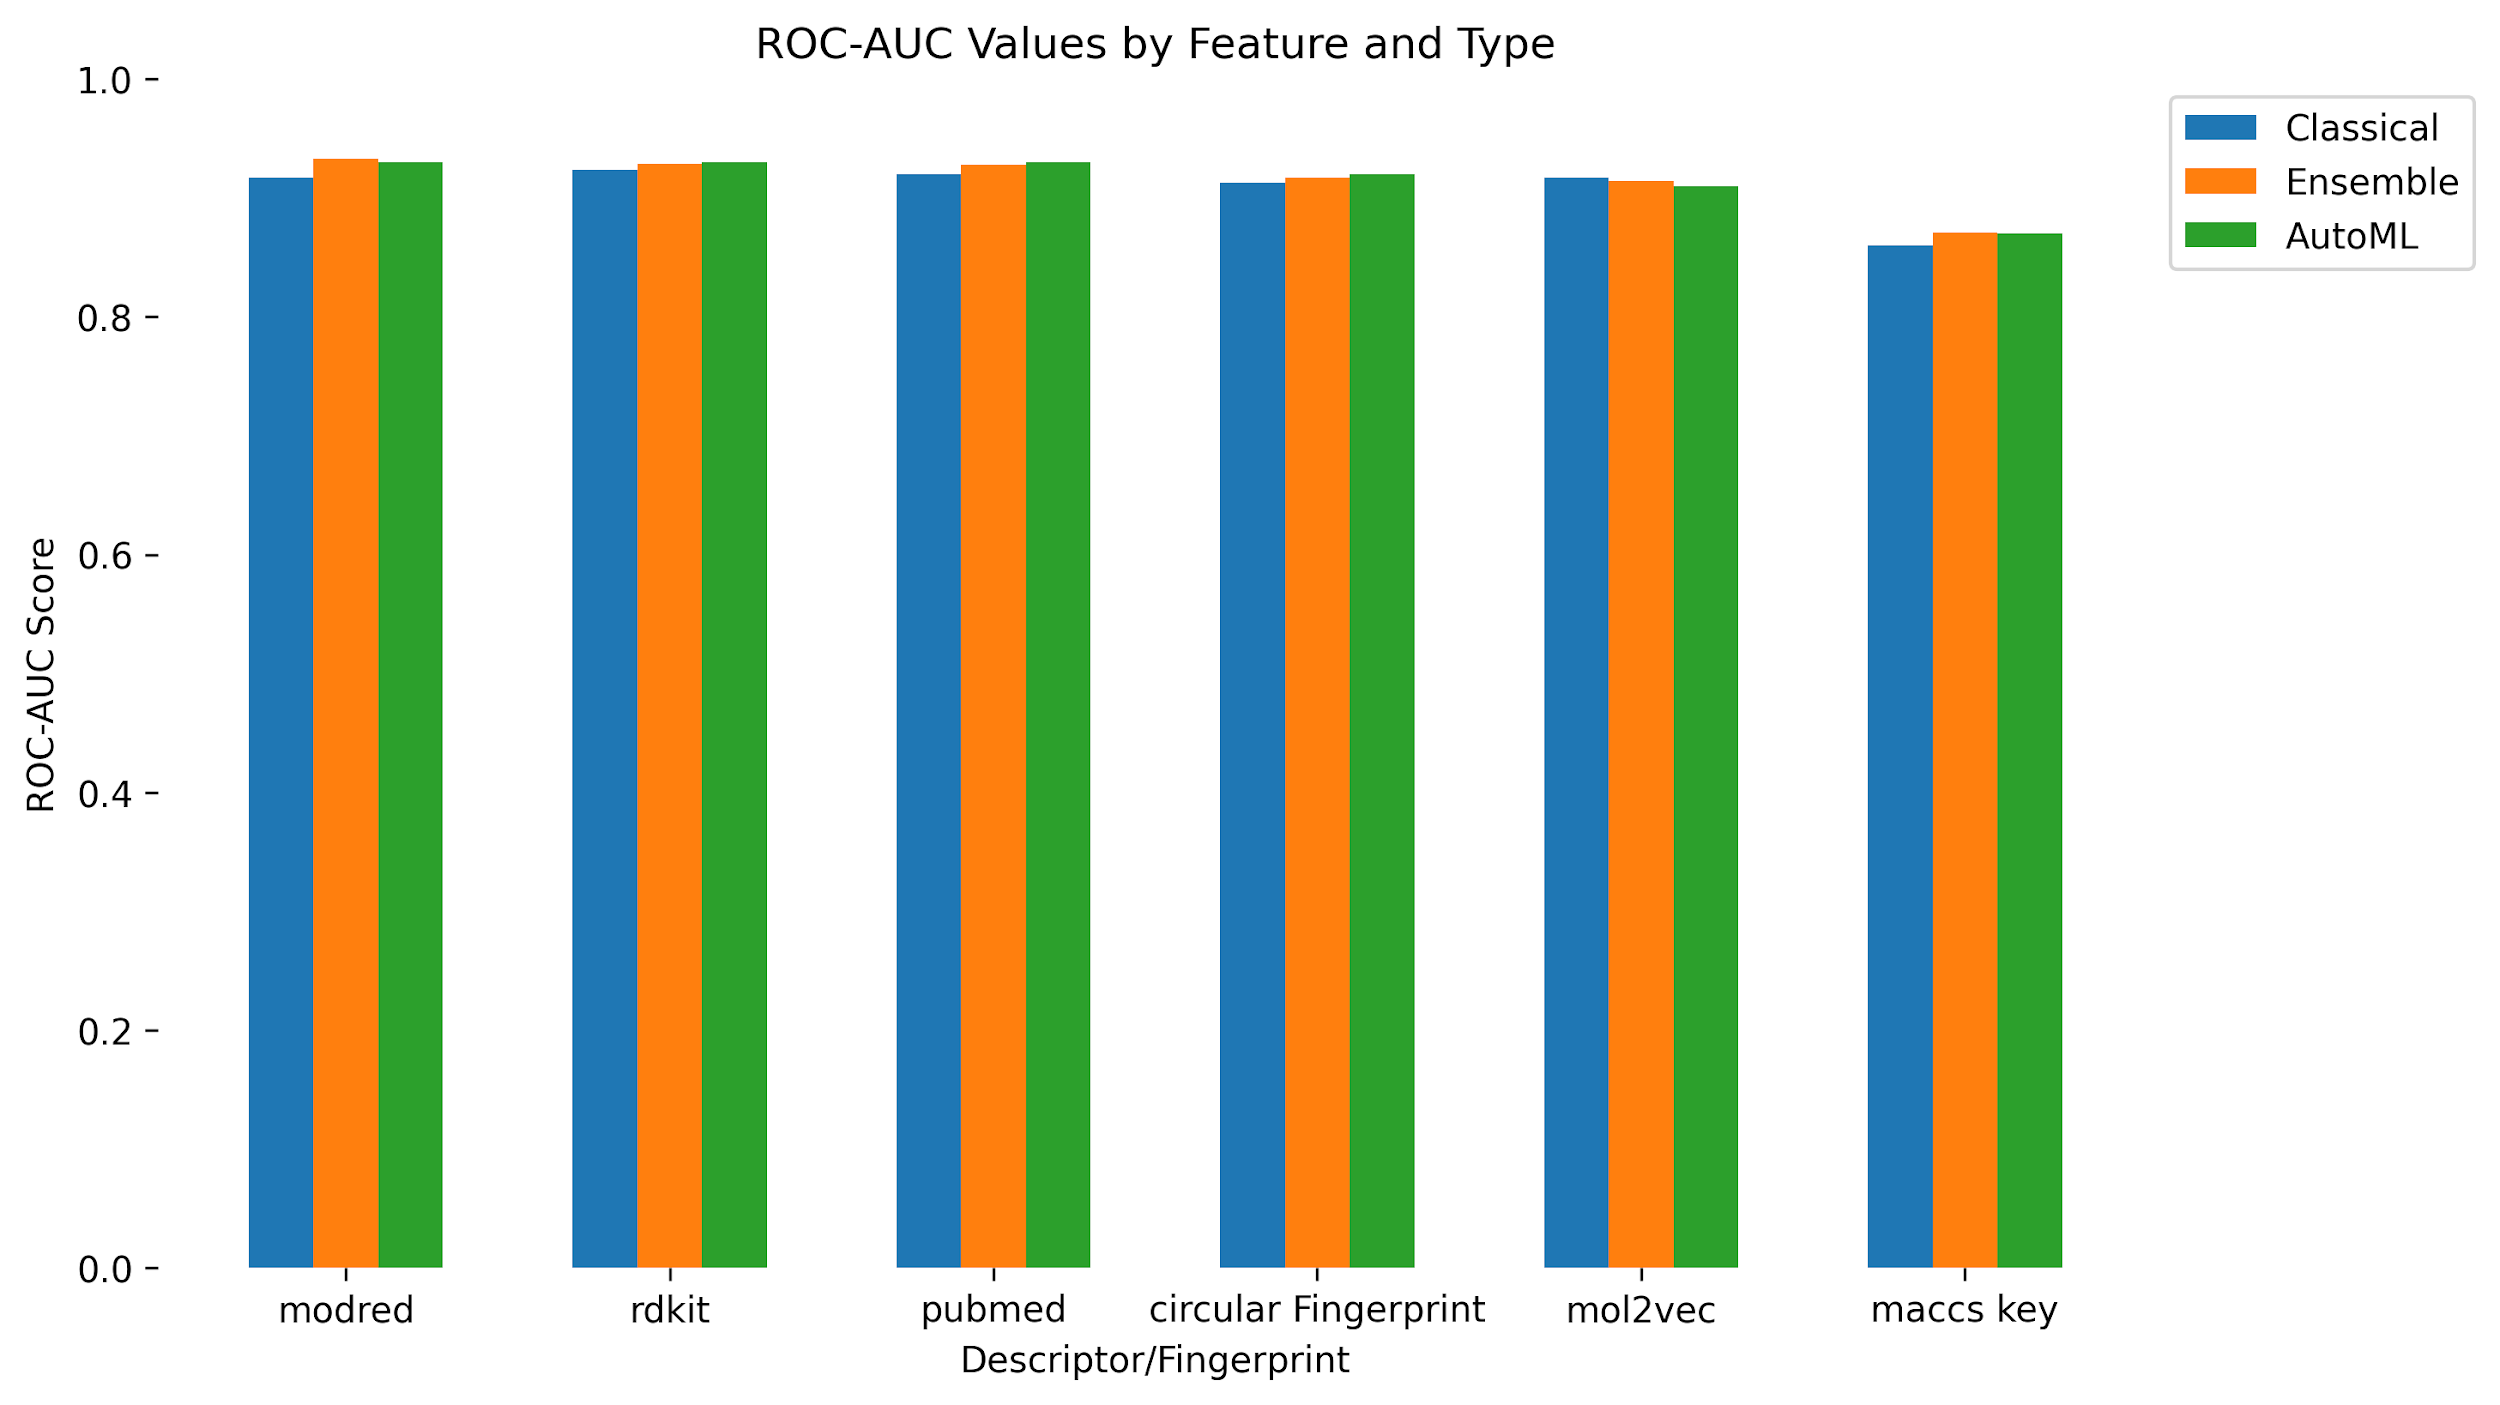 ROC-AUC Values by Feature and Type
1.0
0.8
0.6
0.4
0.2
0.0
ROC-AUC Score
Classical
Ensemble
AutoML
modred
rdkit
pubmed
circular Fingerprint
mol2vec
maccs key
Descriptor/Fingerprint